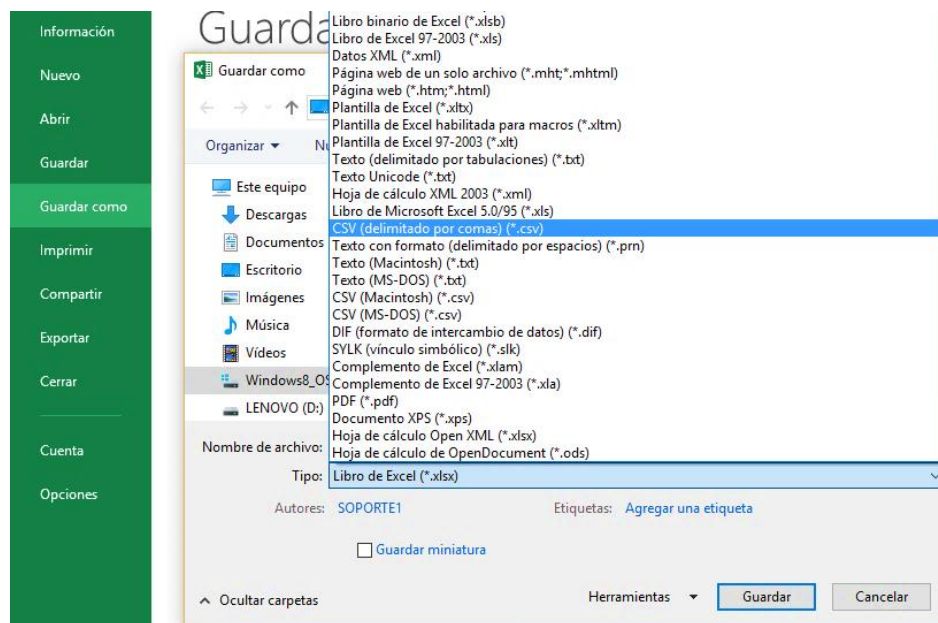 Información
Nuevo
Abrir
Guardar
Guardar como
Imprimir
Compartir
Exportar
Cerrar
Cuenta
Opciones
Guardar como
Organizar
Este equipo
Descargas
Documentos
Escritorio
Imágenes
Música
Vídeos
Windows8_OS
LENOVO (D:)
Libro binario de Excel (*.xlsb)
Libro de Excel 97-2003 (*.xls)
Datos XML (*.xml)
Página web de un solo archivo (*.mht;*.mhtml)
Página web (*.htm;*.html)
Plantilla de Excel (*.xltx)
Plantilla de Excel habilitada para macros (*.xltm)
Plantilla de Excel 97-2003 (*.xlt)
Texto (delimitado por tabulaciones) (*.txt)
Texto Unicode (*.txt)
Hoja de cálculo XML 2003 (*.xml)
Libro de Microsoft Excel 5.0/95 (*.xls)
CSV (delimitado por comas) (*.csv)
Texto con formato (delimitado por espacios) (*.prn)
Texto (Macintosh) (*.txt)
Texto (MS-DOS) (*.txt)
CSV (Macintosh) (*.csv)
CSV (MS-DOS) (*.csv)
DIF (formato de intercambio de datos) (*.dif)
SYLK (vínculo simbólico) (*.slk)
Complemento de Excel (*.xlam)
Complemento de Excel 97-2003 (*.xla)
PDF (*.pdf)
Documento XPS (*.xps)
Hoja de cálculo Open XML (*.xlsx)
Hoja de cálculo de OpenDocument (*.ods)
Nombre de archivo:
Tipo: Libro de Excel (*.xlsx)
Autores: SOPORTE1 Etiquetas: Agregar una etiqueta
Guardar miniatura
Ocultar carpetas Herramientas Guardar Cancelar